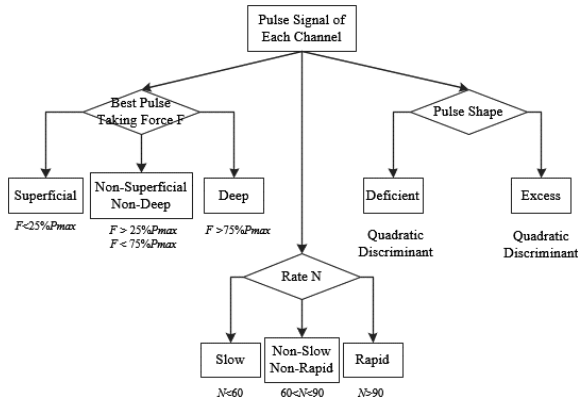 Pulse Signal of
Each Channel
Best Pulse
Taking Force F
Pulse Shape
Superficial
Non-Superficial
Non-Deep
Deep
Deficient
Excess
F<25%Pmax
F > 25%Pmax
F < 75%Pmax
F >75%Pmax
Quadratic
Discriminant
Quadratic
Discriminant
Rate N
Slow
Non-Slow
Non-Rapid
Rapid
N<60
60<N<90
N>90